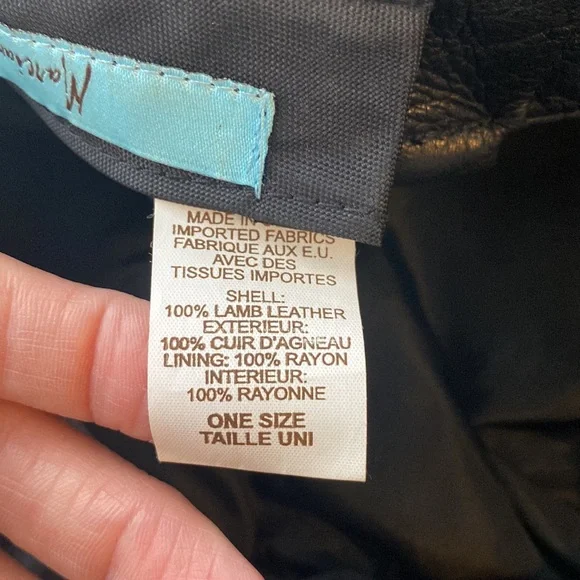 MADE IN
IMPORTED FABRICS
FABRIQUE AUX E.U.
AVEC DES
TISSUES IMPORTES
SHELL:
100% LAMB LEATHER
EXTERIEUR:
100% CUIR D'AGNEAU
LINING: 100% RAYON
INTERIEUR:
100% RAYONNE
ONE SIZE
TAILLE UNI